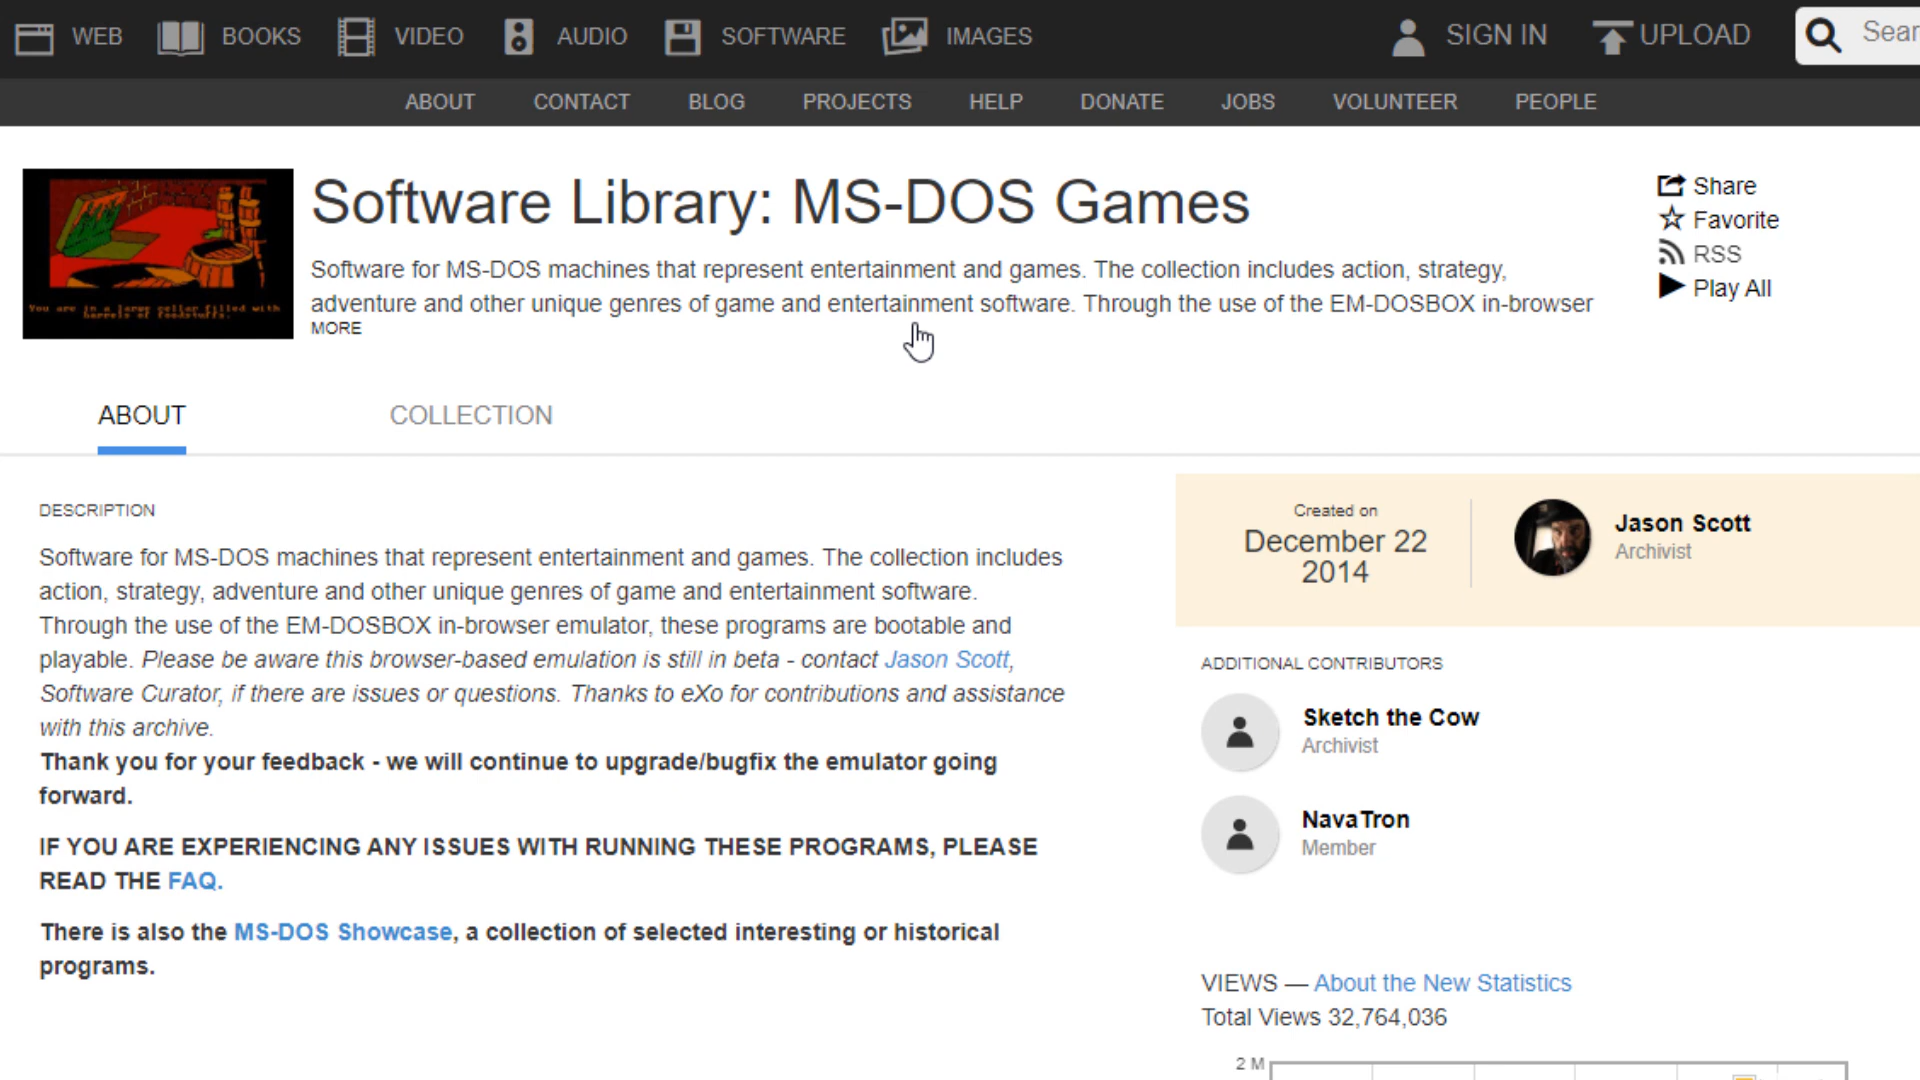 WEB BOOKS VIDEO AUDIO SOFTWARE IMAGES SIGN IN UPLOAD Sear
ABOUT CONTACT BLOG PROJECTS HELP DONATE JOBS VOLUNTEER PEOPLE
You are in a large cellar filled with
barrels of foodstuffs.
Software Library: MS-DOS Games
Software for MS-DOS machines that represent entertainment and games. The collection includes action, strategy,
adventure and other unique genres of game and entertainment software. Through the use of the EM-DOSBOX in-browser
MORE
Share
Favorite
RSS
Play All
ABOUT COLLECTION
DESCRIPTION
Software for MS-DOS machines that represent entertainment and games. The collection includes
action, strategy, adventure and other unique genres of game and entertainment software.
Through the use of the EM-DOSBOX in-browser emulator, these programs are bootable and
playable. Please be aware this browser-based emulation is still in beta - contact Jason Scott,
Software Curator, if there are issues or questions. Thanks to eXo for contributions and assistance
with this archive.
Thank you for your feedback - we will continue to upgrade/bugfix the emulator going
forward.
IF YOU ARE EXPERIENCING ANY ISSUES WITH RUNNING THESE PROGRAMS, PLEASE
READ THE FAQ.
There is also the MS-DOS Showcase, a collection of selected interesting or historical
programs.
Created on
December 22
2014
Jason Scott
Archivist
ADDITIONAL CONTRIBUTORS
Sketch the Cow
Archivist
NavaTron
Member
VIEWS — About the New Statistics
Total Views 32,764,036
2 M